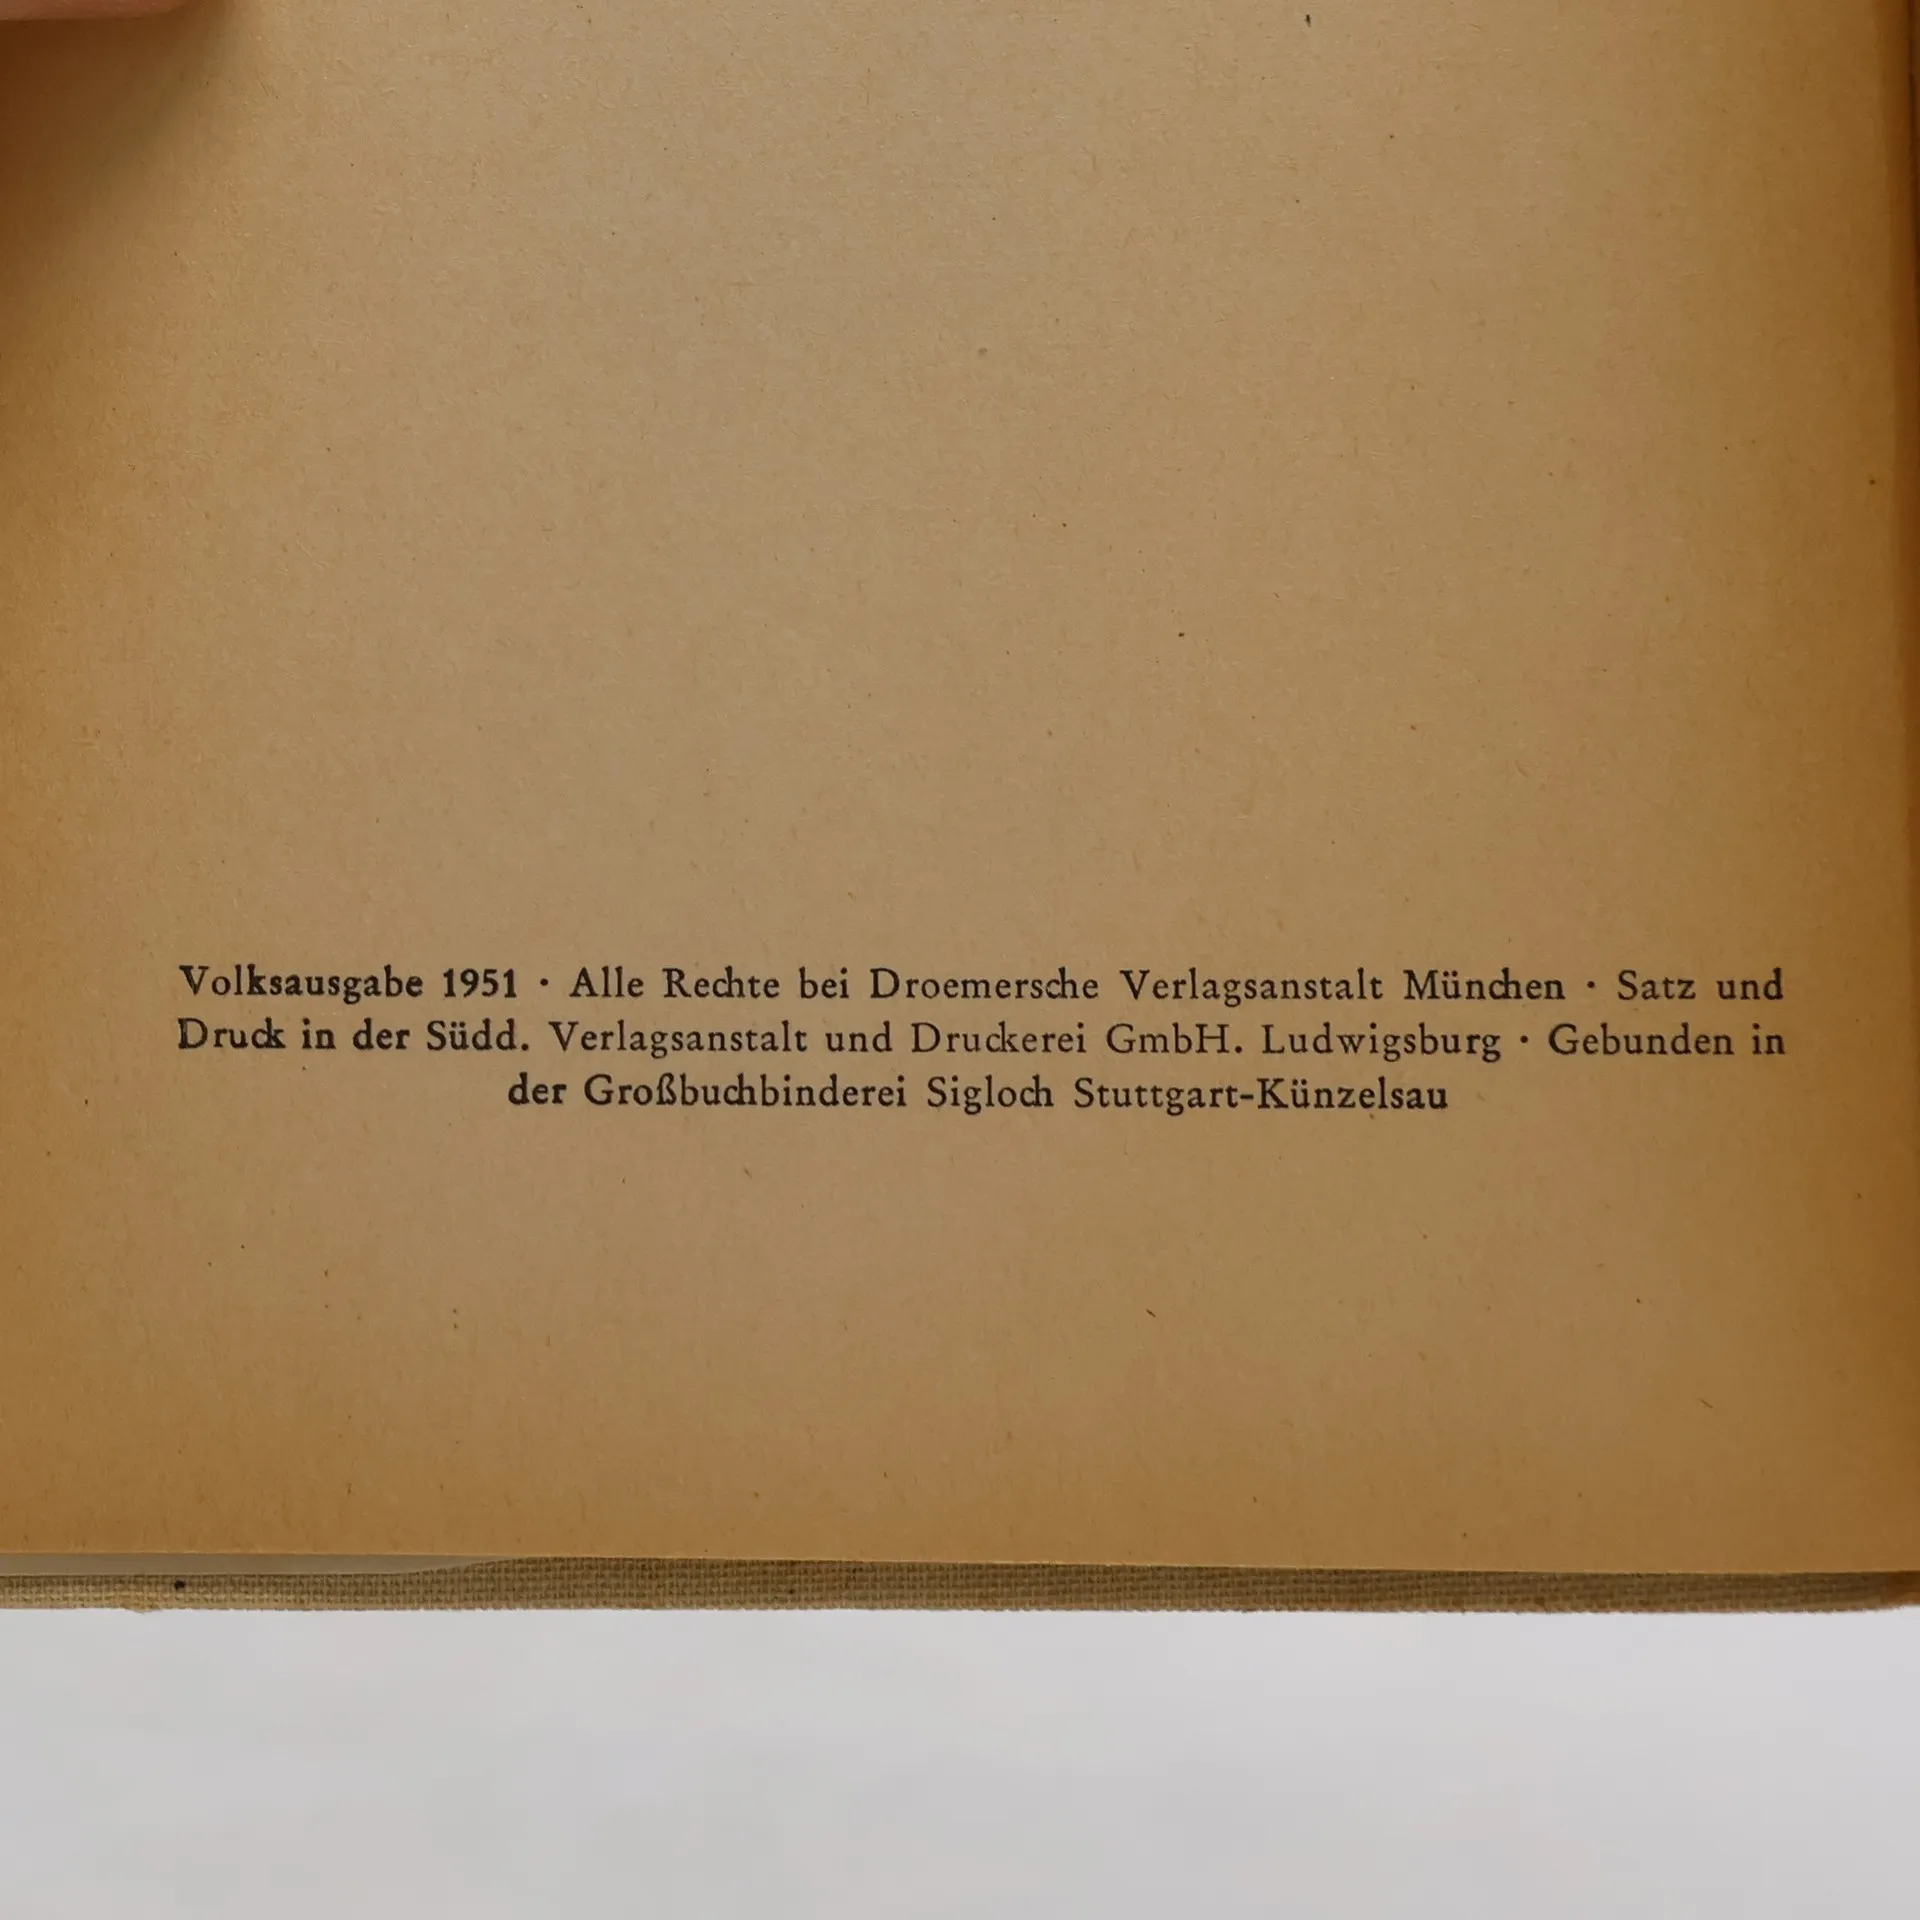 Volksausgabe 1951 · Alle Rechte bei Droemersche Verlagsanstalt München · Satz und
Druck in der Südd. Verlagsanstalt und Druckerei GmbH. Ludwigsburg · Gebunden in
der Großbuchbinderei Sigloch Stuttgart-Künzelsau